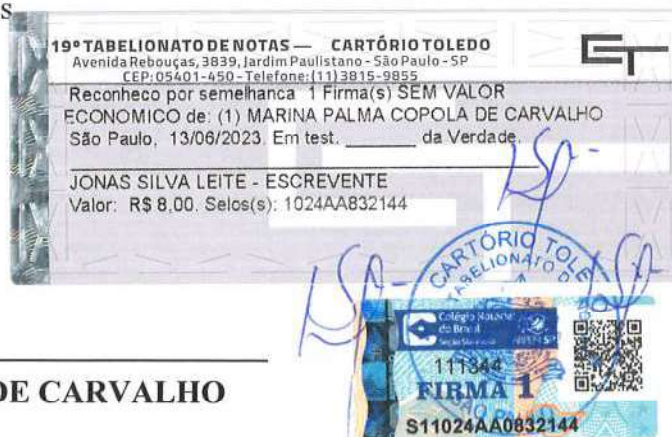 s
19º TABELIONATO DE NOTAS — CARTÓRIO TOLEDO
Avenida Rebouças, 3839, Jardim Paulistano - São Paulo - SP
CEP: 05401-450 - Telefone: (11) 3815-9855
Reconheco por semelhanca 1 Firma(s) SEM VALOR
ECONOMICO de: (1) MARINA PALMA COPOLA DE CARVALHO
São Paulo, 13/06/2023. Em test. _______ da Verdade.
JONAS SILVA LEITE - ESCREVENTE
Valor: R$ 8,00. Selos(s): 1024AA832144
CARTÓRIO TOLE
TABELIONATO D
Colégio Notarial
do Brasil
111344
FIRMA 1
S11024AA0832144
DE CARVALHO